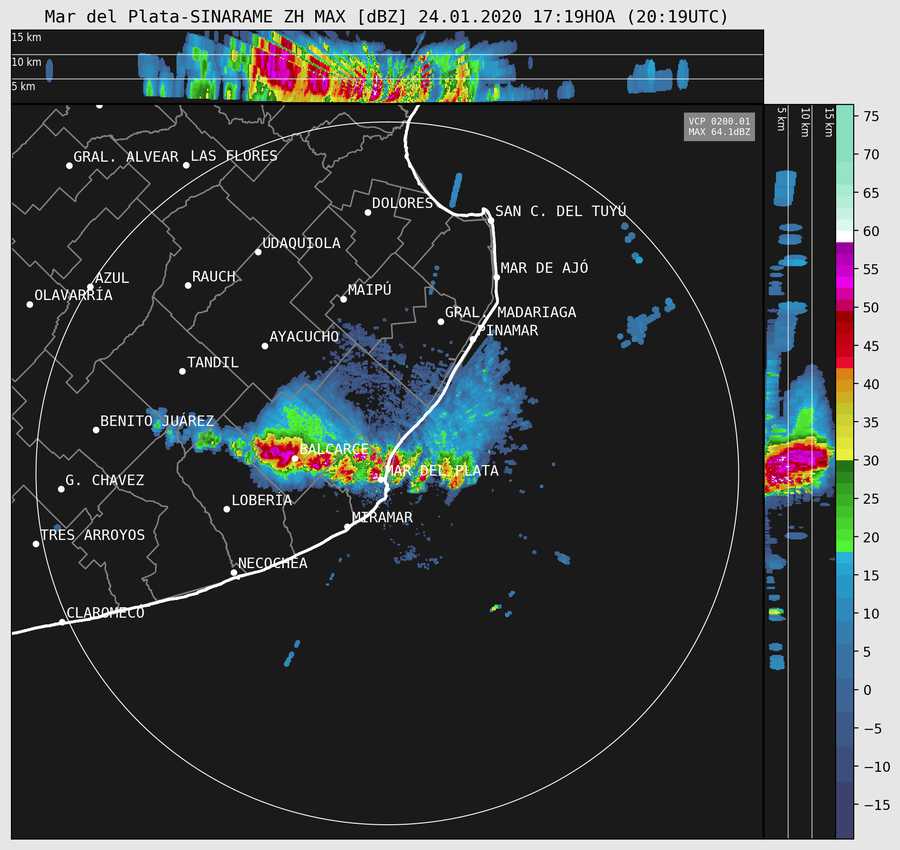 Mar del Plata-SINARAME ZH MAX [dBZ] 24.01.2020 17:19HOA (20:19UTC)
15 km
10 km
5 km
5 km
10 km
15 km
VCP 0200.01
MAX 64.1dBZ
GRAL. ALVEAR
LAS FLORES
DOLORES
SAN C. DEL TUYÚ
UDAQUIOLA
MAR DE AJÓ
AZUL
RAUCH
OLAVARRÍA
MAIPÚ
GRAL. MADARIAGA
PINAMAR
AYACUCHO
TANDIL
BENITO JUÁREZ
BALCARCE
MAR DEL PLATA
G. CHAVEZ
LOBERÍA
MIRAMAR
TRES ARROYOS
NECOCHEA
CLAROMECÓ
75
70
65
60
55
50
45
40
35
30
25
20
15
10
5
0
−5
−10
−15